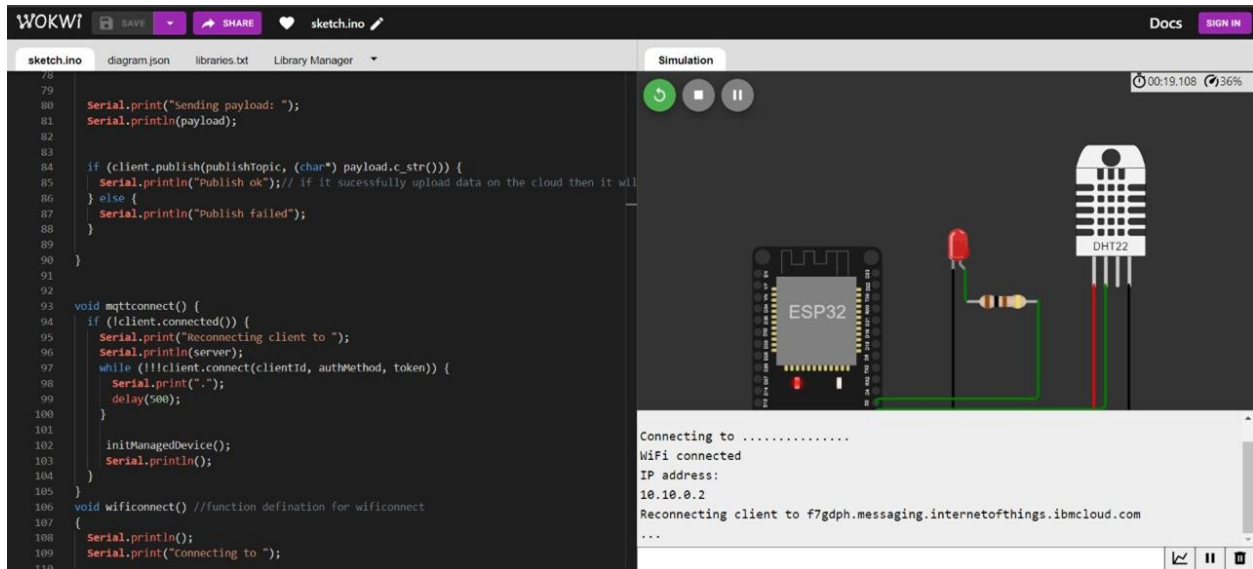 WOKWI SAVE SHARE sketch.ino Docs SIGN IN
sketch.ino diagram.json libraries.txt Library Manager
78
79
80 Serial.print("Sending payload: ");
81 Serial.println(payload);
82
83
84 if (client.publish(publishTopic, (char*) payload.c_str())) {
85 Serial.println("Publish ok");// if it sucessfully upload data on the cloud then it wil
86 } else {
87 Serial.println("Publish failed");
88 }
89
90 }
91
92
93 void mqttconnect() {
94 if (!client.connected()) {
95 Serial.print("Reconnecting client to ");
96 Serial.println(server);
97 while (!!!client.connect(clientId, authMethod, token)) {
98 Serial.print(".");
99 delay(500);
100 }
101
102 initManagedDevice();
103 Serial.println();
104 }
105 }
106 void wificonnect() //function defination for wificonnect
107 {
108 Serial.println();
109 Serial.print("Connecting to ");
110
Simulation
00:19.108 36%
DHT22
ESP32
Connecting to ...............
WiFi connected
IP address:
10.10.0.2
Reconnecting client to f7gdph.messaging.internetofthings.ibmcloud.com
...